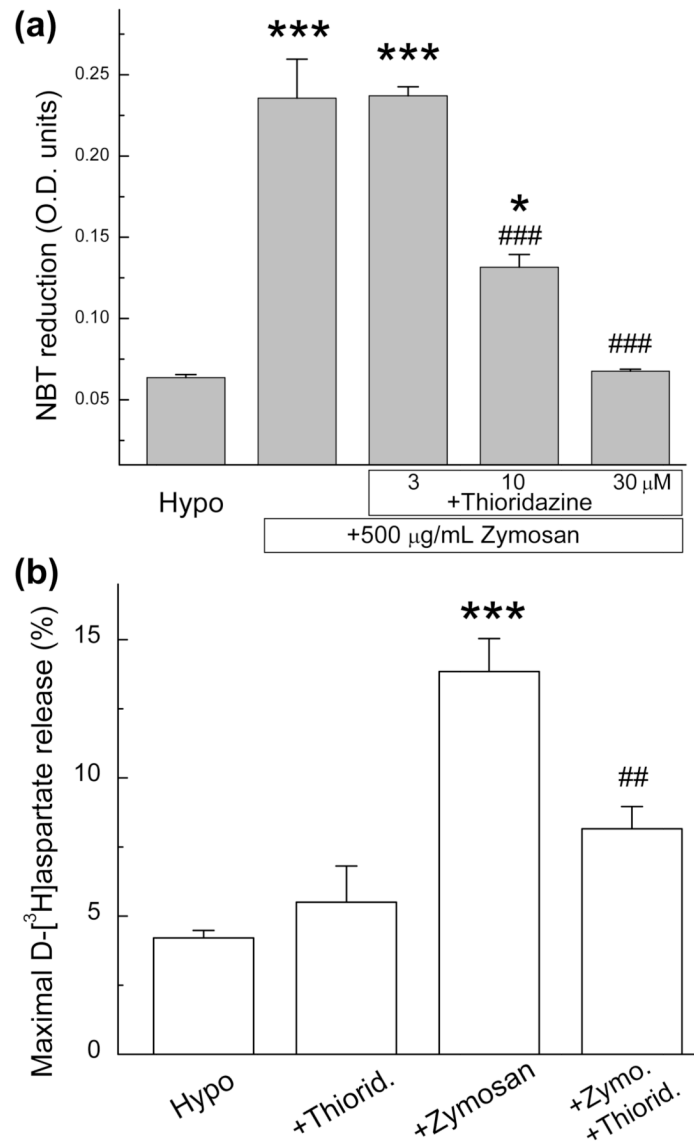 (a)
NBT reduction (O.D. units)
0.25
0.20
0.15
0.10
0.05
***
***
*
###
###
Hypo
3 10 30 μM
+Thioridazine
+500 μg/mL Zymosan
(b)
Maximal D-[³H]aspartate release (%)
15
10
5
0
***
##
Hypo
+Thiorid.
+Zymosan
+Zymo.
+Thiorid.